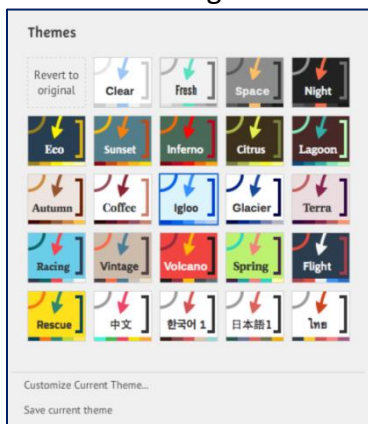 Themes
Revert to
original
Clear
Fresh
Space
Night
Eco
Sunset
Inferno
Citrus
Lagoon
Autumn
Coffee
Igloo
Glacier
Terra
Racing
Vintage
Volcano
Spring
Flight
Rescue
中文
한국어 1
日本語1
ไทย
Customize Current Theme...
Save current theme